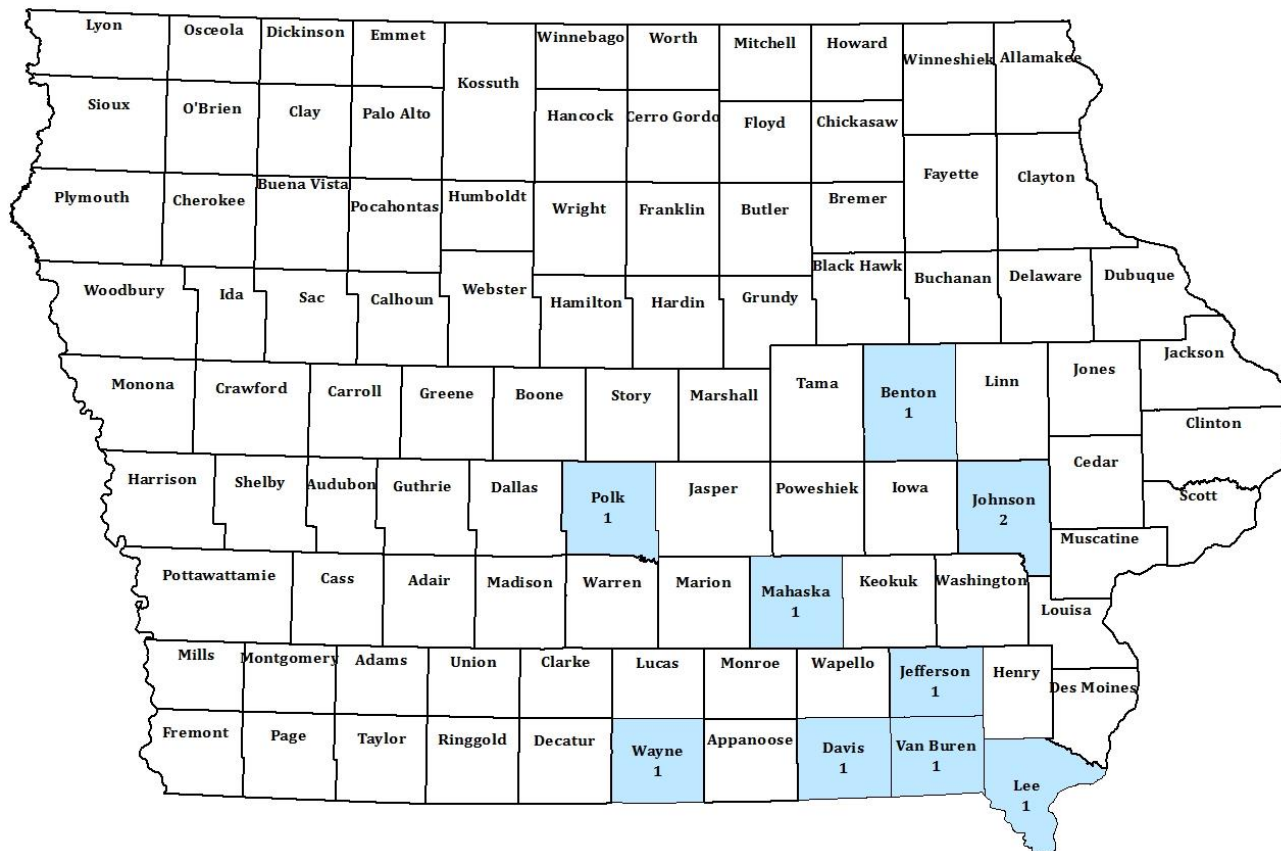 Lyon
Osceola
Dickinson
Emmet
Kossuth
Winnebago
Worth
Mitchell
Howard
Winneshiek
Allamakee
Sioux
O'Brien
Clay
Palo Alto
Hancock
Cerro Gordo
Floyd
Chickasaw
Fayette
Clayton
Plymouth
Cherokee
Buena Vista
Pocahontas
Humboldt
Wright
Franklin
Butler
Bremer
Woodbury
Ida
Sac
Calhoun
Webster
Hamilton
Hardin
Grundy
Black Hawk
Buchanan
Delaware
Dubuque
Monona
Crawford
Carroll
Greene
Boone
Story
Marshall
Tama
Benton
1
Linn
Jones
Jackson
Clinton
Harrison
Shelby
Audubon
Guthrie
Dallas
Polk
1
Jasper
Poweshiek
Iowa
Johnson
2
Cedar
Scott
Muscatine
Pottawattamie
Cass
Adair
Madison
Warren
Marion
Mahaska
1
Keokuk
Washington
Louisa
Mills
Montgomery
Adams
Union
Clarke
Lucas
Monroe
Wapello
Jefferson
1
Henry
Des Moines
Fremont
Page
Taylor
Ringgold
Decatur
Wayne
1
Appanoose
Davis
1
Van Buren
1
Lee
1